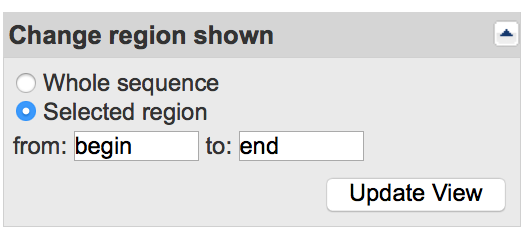 Change region shown
Whole sequence
Selected region
from: begin to: end
Update View